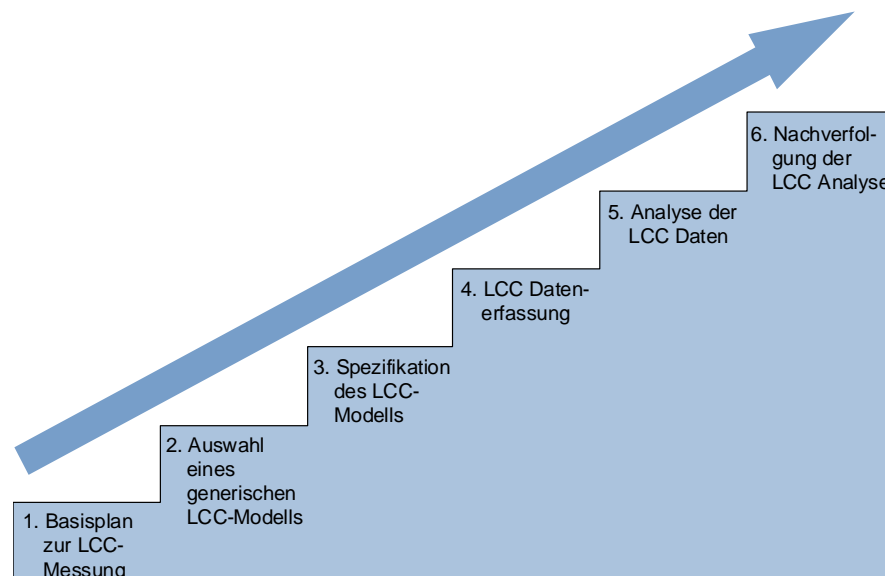 1. Basisplan
zur LCC-
Messung
2. Auswahl
eines
generischen
LCC-Modells
3. Spezifikation
des LCC-
Modells
4. LCC Daten-
erfassung
5. Analyse der
LCC Daten
6. Nachverfol-
gung der
LCC Analyse